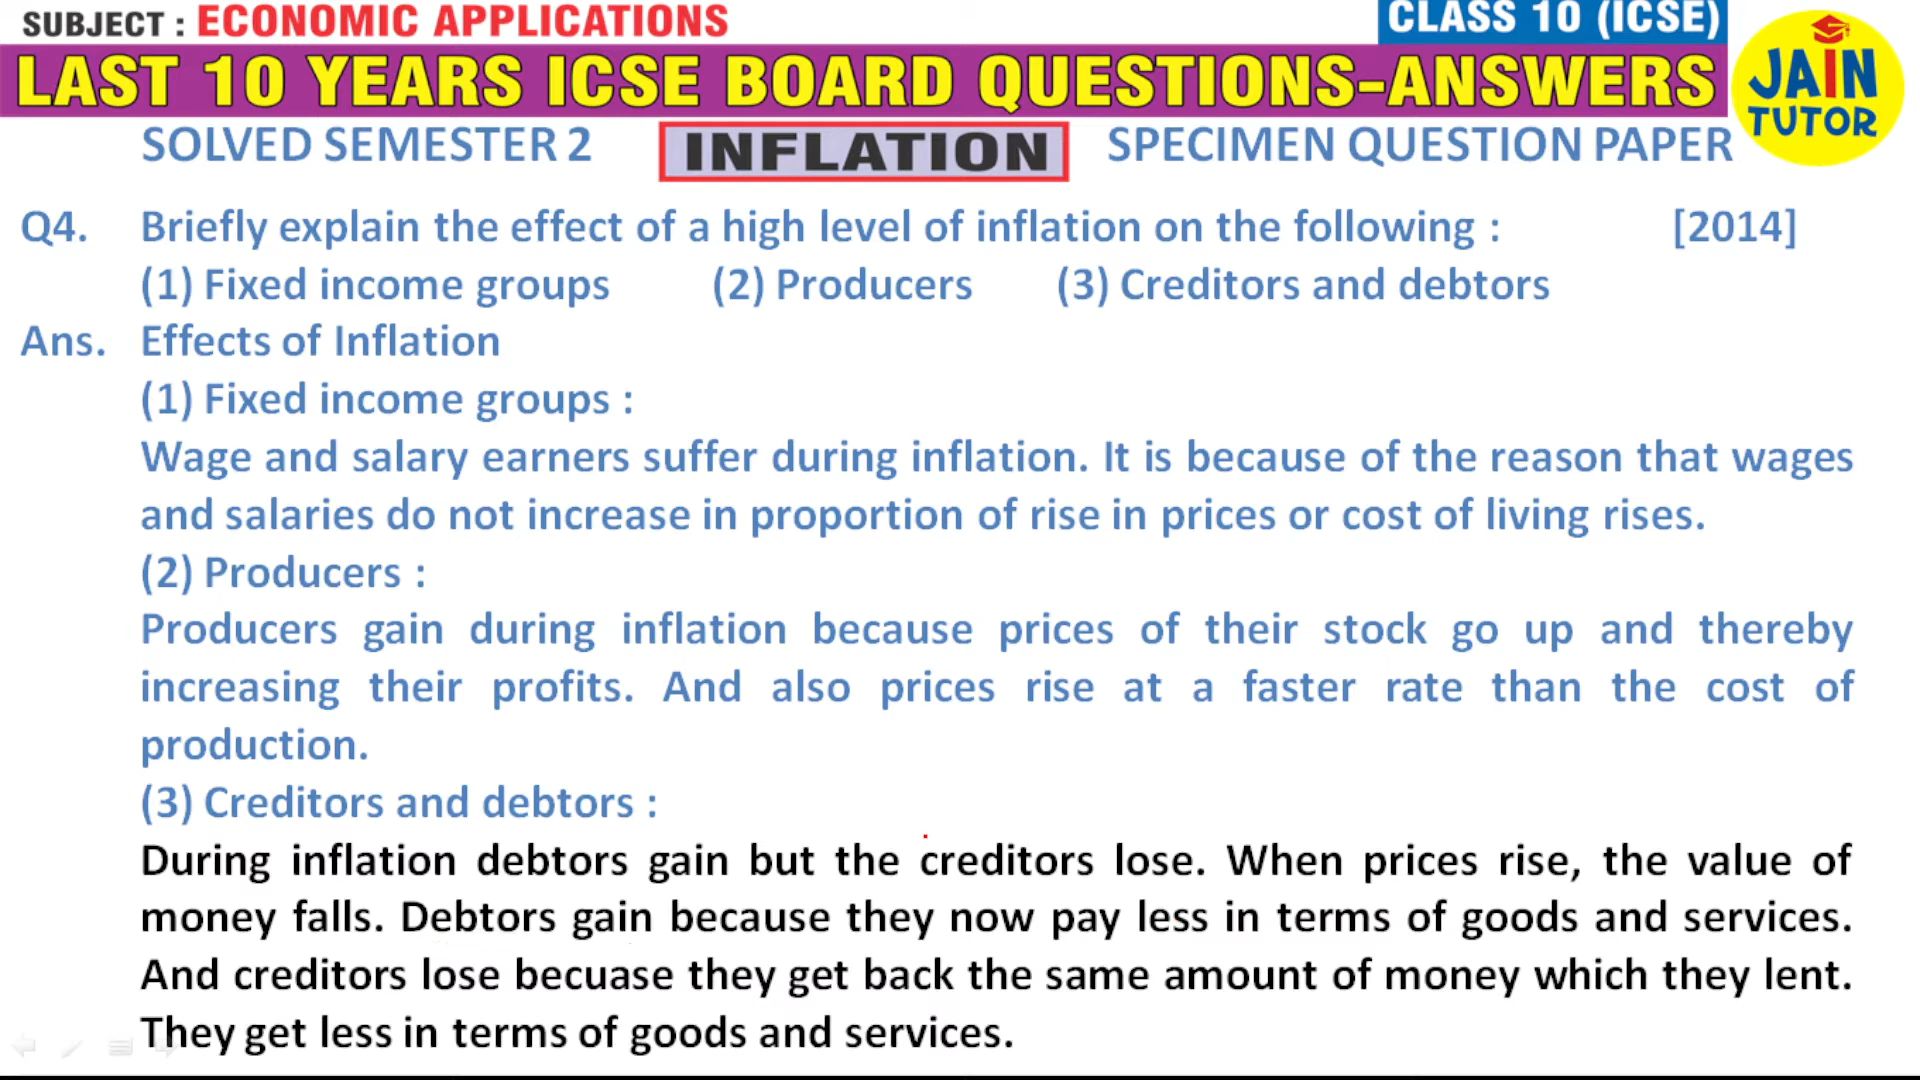 SUBJECT : ECONOMIC APPLICATIONS
CLASS 10 (ICSE)
LAST 10 YEARS ICSE BOARD QUESTIONS-ANSWERS
JAIN
TUTOR
SOLVED SEMESTER 2
INFLATION
SPECIMEN QUESTION PAPER
Q4. Briefly explain the effect of a high level of inflation on the following : [2014]
(1) Fixed income groups (2) Producers (3) Creditors and debtors
Ans. Effects of Inflation
(1) Fixed income groups :
Wage and salary earners suffer during inflation. It is because of the reason that wages
and salaries do not increase in proportion of rise in prices or cost of living rises.
(2) Producers :
Producers gain during inflation because prices of their stock go up and thereby
increasing their profits. And also prices rise at a faster rate than the cost of
production.
(3) Creditors and debtors :
During inflation debtors gain but the creditors lose. When prices rise, the value of
money falls. Debtors gain because they now pay less in terms of goods and services.
And creditors lose becuase they get back the same amount of money which they lent.
They get less in terms of goods and services.